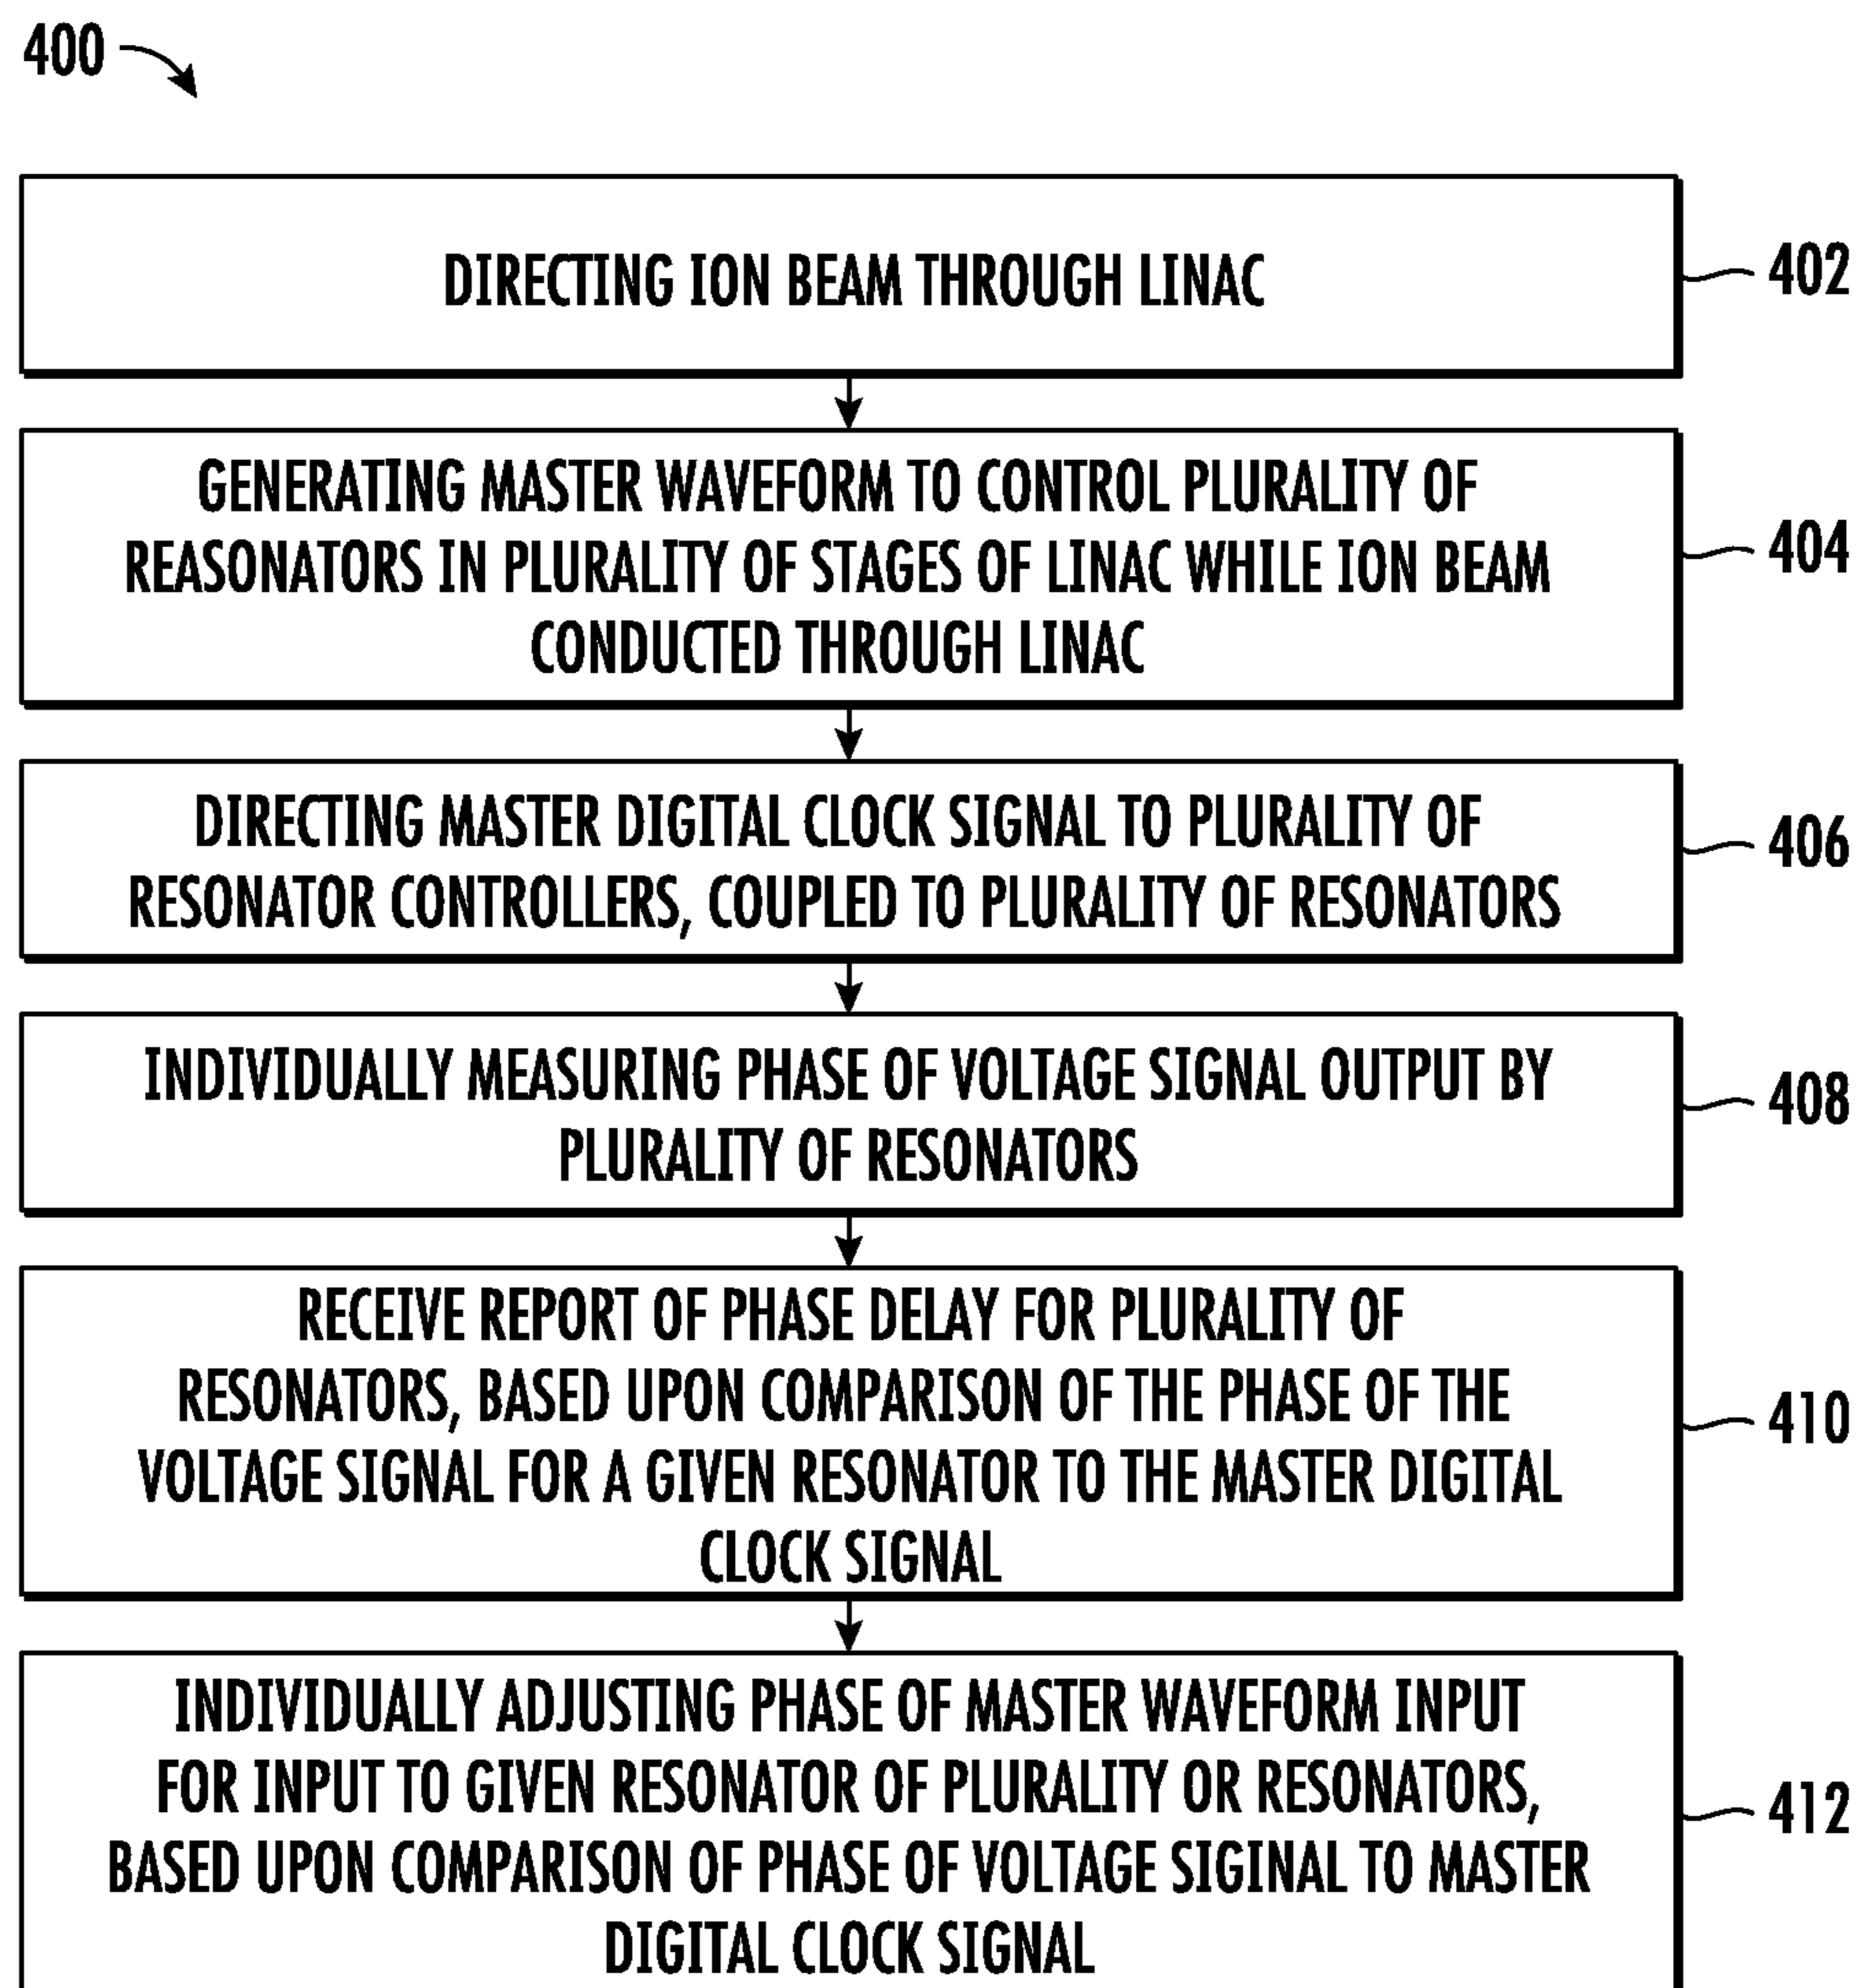 400
DIRECTING ION BEAM THROUGH LINAC
402
GENERATING MASTER WAVEFORM TO CONTROL PLURALITY OF
REASONATORS IN PLURALITY OF STAGES OF LINAC WHILE ION BEAM
CONDUCTED THROUGH LINAC
404
DIRECTING MASTER DIGITAL CLOCK SIGNAL TO PLURALITY OF
RESONATOR CONTROLLERS, COUPLED TO PLURALITY OF RESONATORS
406
INDIVIDUALLY MEASURING PHASE OF VOLTAGE SIGNAL OUTPUT BY
PLURALITY OF RESONATORS
408
RECEIVE REPORT OF PHASE DELAY FOR PLURALITY OF
RESONATORS, BASED UPON COMPARISON OF THE PHASE OF THE
VOLTAGE SIGNAL FOR A GIVEN RESONATOR TO THE MASTER DIGITAL
CLOCK SIGNAL
410
INDIVIDUALLY ADJUSTING PHASE OF MASTER WAVEFORM INPUT
FOR INPUT TO GIVEN RESONATOR OF PLURALITY OR RESONATORS,
BASED UPON COMPARISON OF PHASE OF VOLTAGE SIGINAL TO MASTER
DIGITAL CLOCK SIGNAL
412